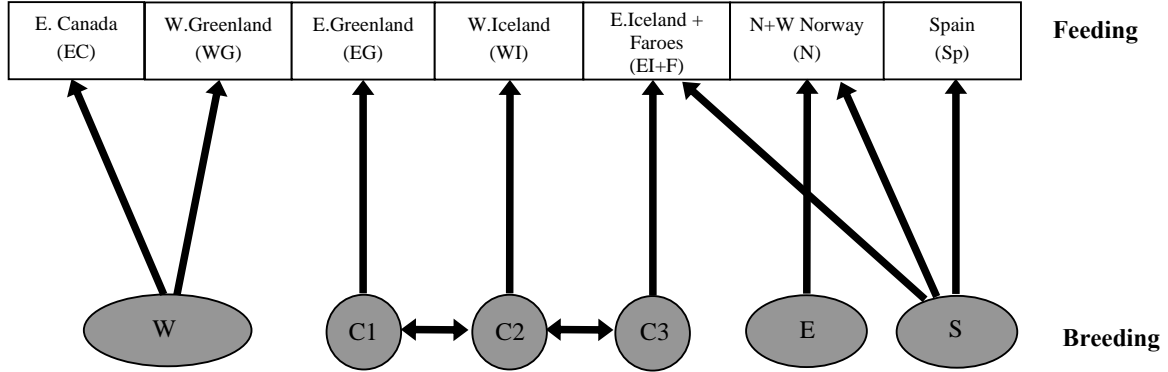 E. Canada
(EC)
W.Greenland
(WG)
E.Greenland
(EG)
W.Iceland
(WI)
E.Iceland +
Faroes
(EI+F)
N+W Norway
(N)
Spain
(Sp)
Feeding
W
C1
C2
C3
E
S
Breeding